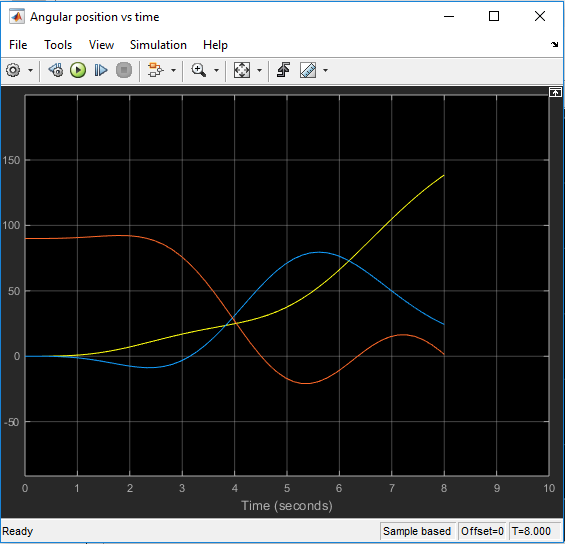 Angular position vs time
File Tools View Simulation Help
150
100
50
0
-50
0 1 2 3 4 5 6 7 8 9 10
Time (seconds)
Ready Sample based Offset=0 T=8.000